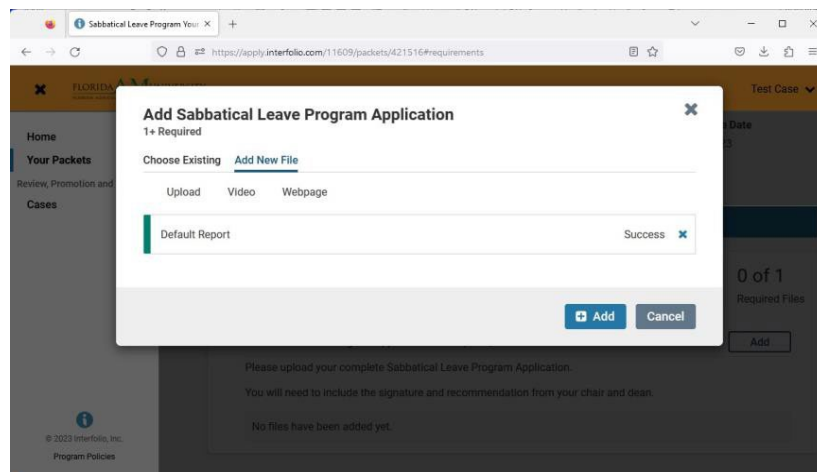 Sabbatical Leave Program Your
https://apply.interfolio.com/11609/packets/421516#requirements
FLORIDA
Test Case
Add Sabbatical Leave Program Application
1+ Required
Date
Home
Choose Existing Add New File
Your Packets
Review, Promotion and
Upload Video Webpage
Cases
Default Report Success
0 of 1
Required Files
Add Cancel
Add
Please upload your complete Sabbatical Leave Program Application.
You will need to include the signature and recommendation from your chair and dean.
No files have been added yet.
© 2023 Interfolio, Inc.
Program Policies